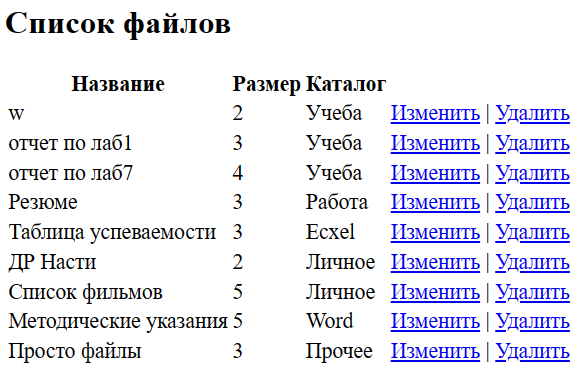 Список файлов
Название Размер Каталог
w 2 Учеба Изменить | Удалить
отчет по лаб1 3 Учеба Изменить | Удалить
отчет по лаб7 4 Учеба Изменить | Удалить
Резюме 3 Работа Изменить | Удалить
Таблица успеваемости 3 Ecxel Изменить | Удалить
ДР Насти 2 Личное Изменить | Удалить
Список фильмов 5 Личное Изменить | Удалить
Методические указания 5 Word Изменить | Удалить
Просто файлы 3 Прочее Изменить | Удалить